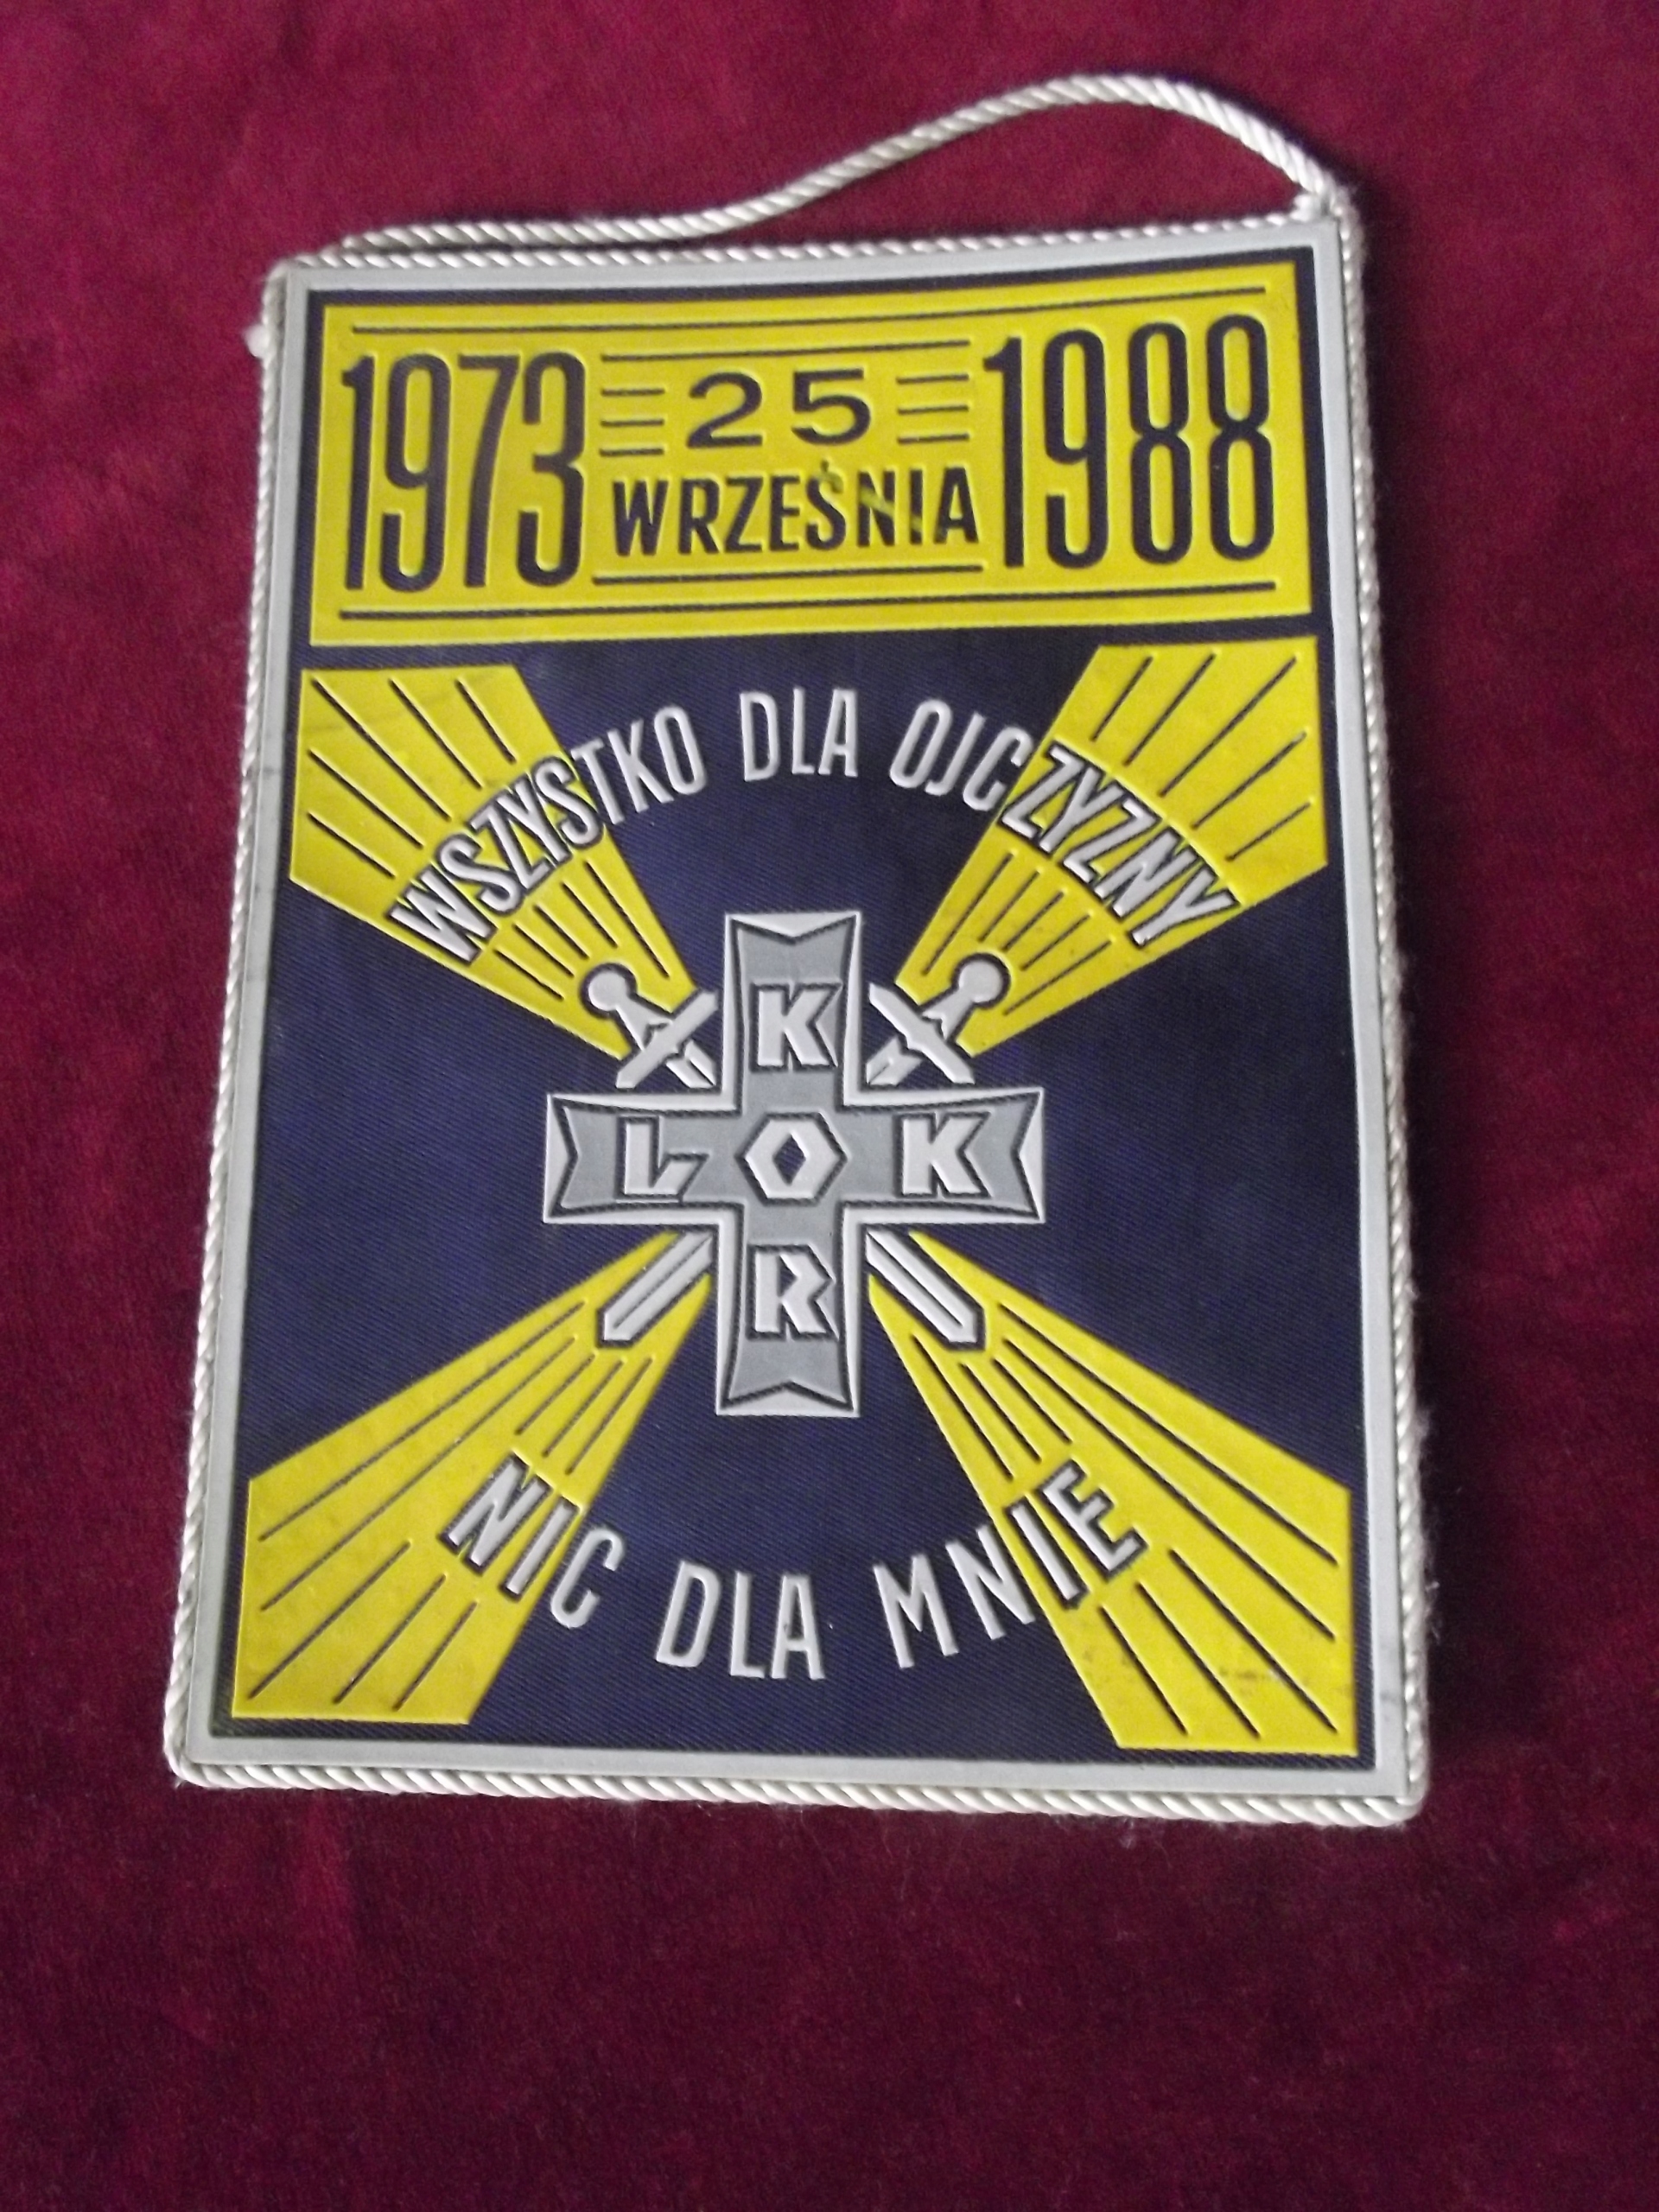 1973 25 1988
WRZEŚNIA
WSZYSTKO DLA OJCZYZNY
K
L O K
R
NIC DLA MNIE